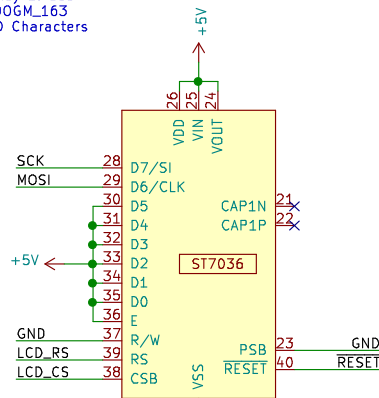 OGM_163
Characters
+5V
26
25
24
VDD
VIN
VOUT
SCK 28 D7/SI
MOSI 29 D6/CLK
30 D5 CAP1N 21
31 D4 CAP1P 22
32 D3
+5V 33 D2 ST7036
34 D1
35 D0
36 E
GND 37 R/W
LCD_RS 39 RS PSB 23 GND
LCD_CS 38 CSB VSS RESET 40 RESET